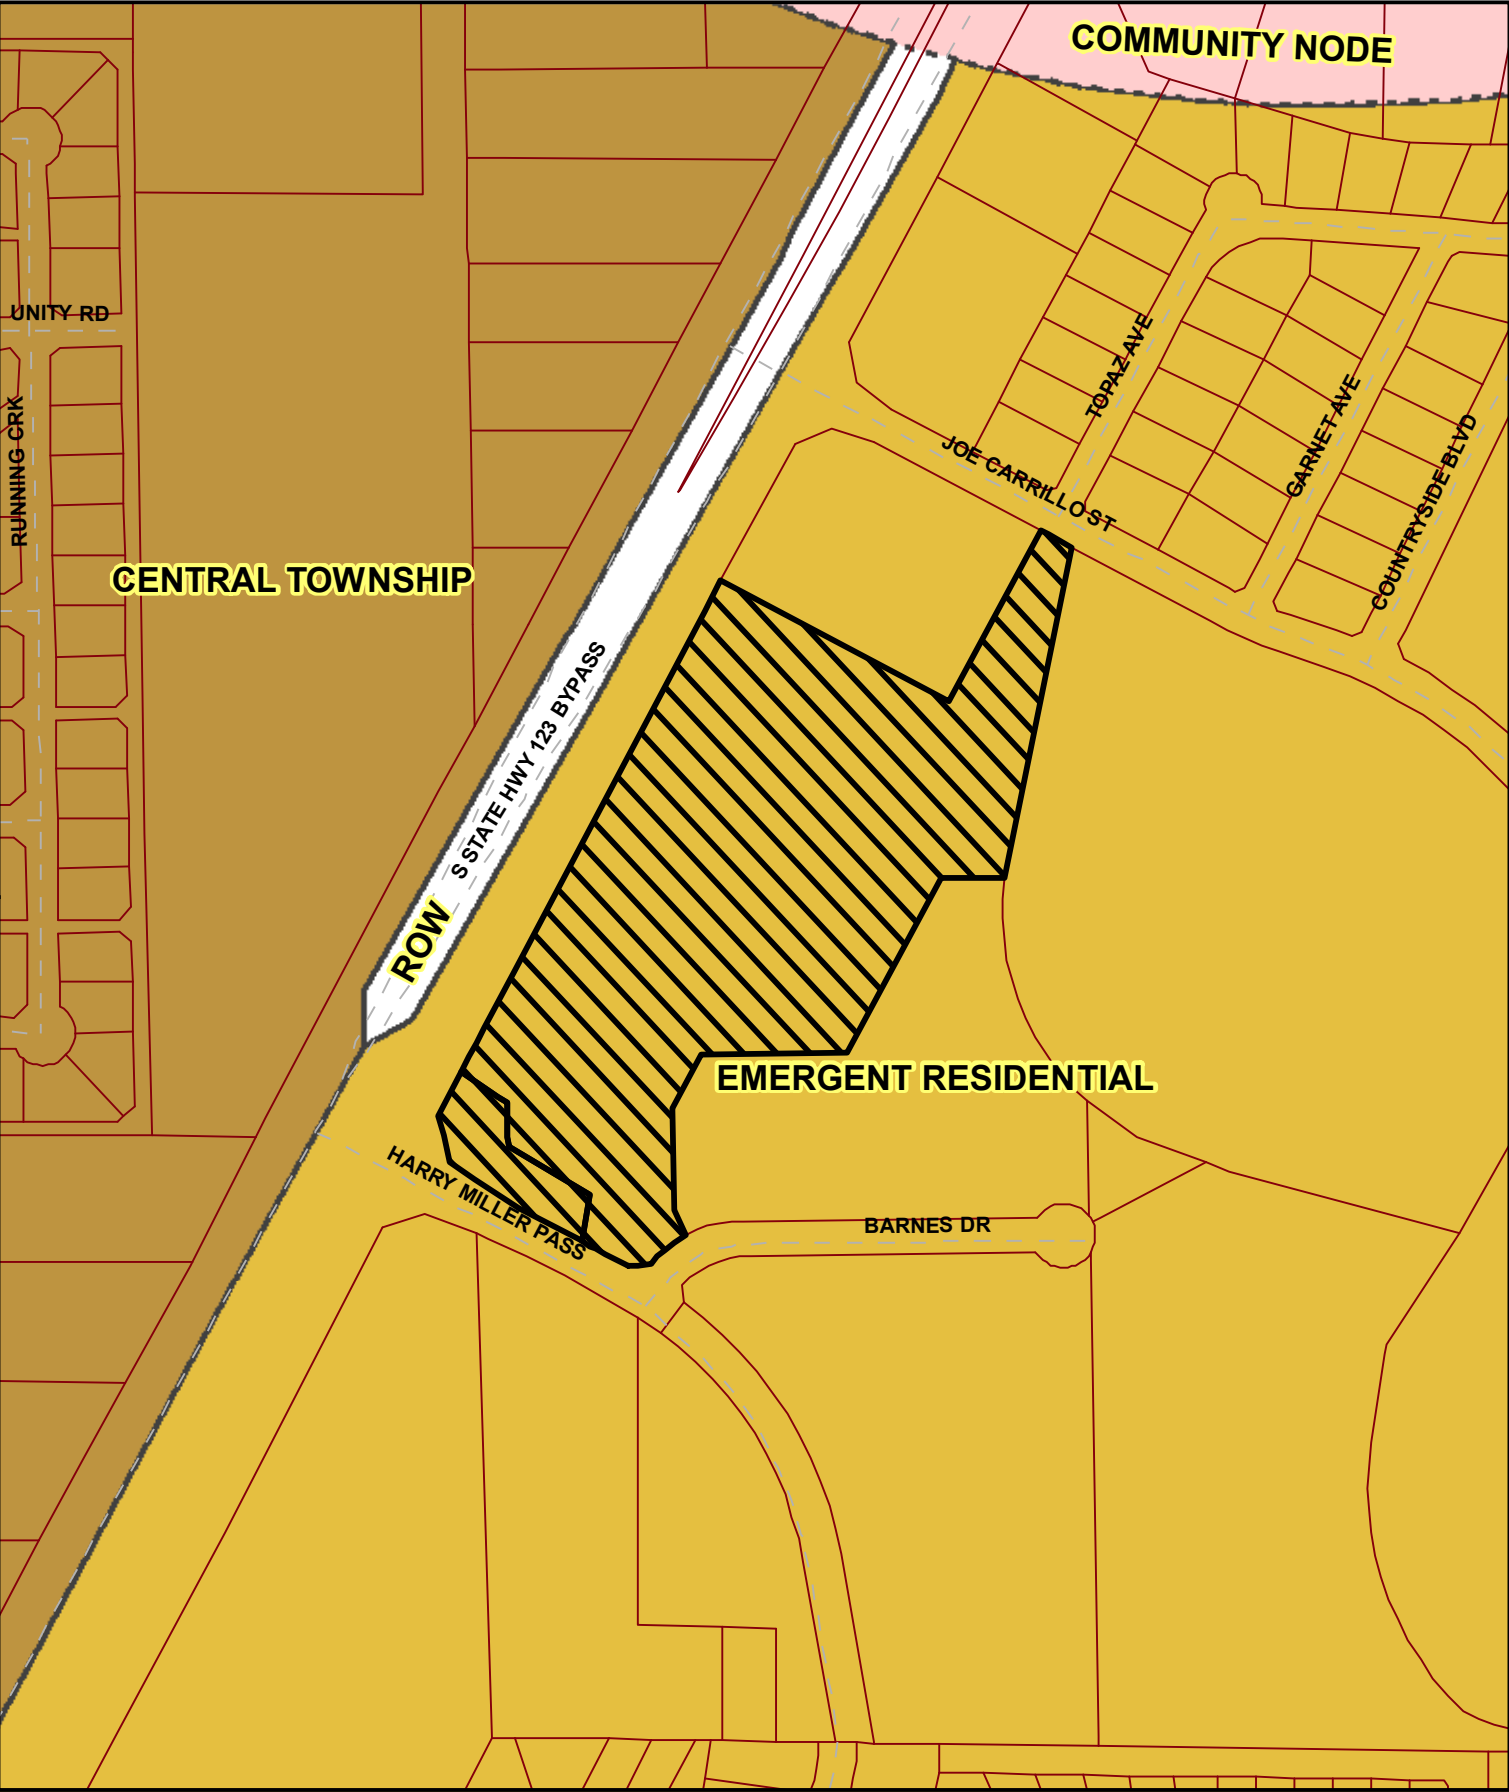 COMMUNITY NODE
UNITY RD
TOPAZ AVE
GARNET AVE
COUNTRYSIDE BLVD
RUNNING CRK
JOE CARRILLO ST
CENTRAL TOWNSHIP
S STATE HWY 123 BYPASS
ROW
EMERGENT RESIDENTIAL
HARRY MILLER PASS
BARNES DR